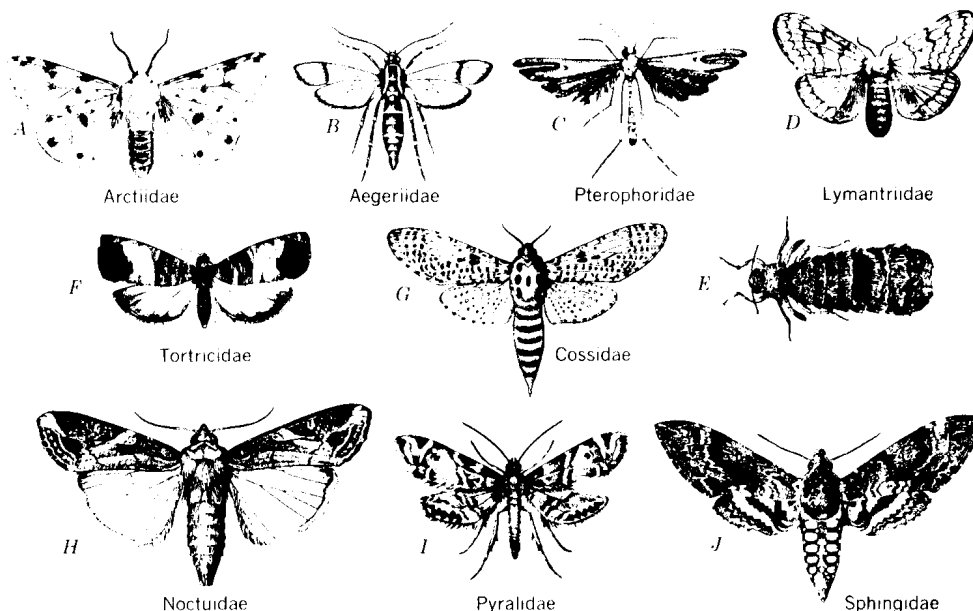 A
B
C
D
Arctiidae
Aegeriidae
Pterophoridae
Lymantriidae
F
G
E
Tortricidae
Cossidae
H
I
J
Noctuidae
Pyralidae
Sphingidae